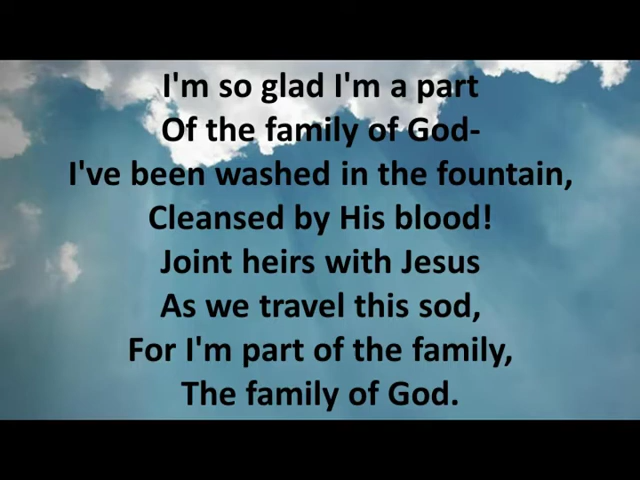 I'm so glad I'm a part
Of the family of God-
I've been washed in the fountain,
Cleansed by His blood!
Joint heirs with Jesus
As we travel this sod,
For I'm part of the family,
The family of God.